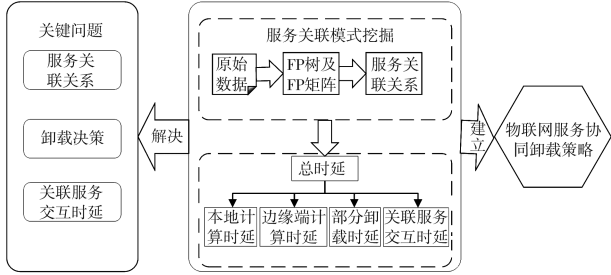 关键问题
服务关
联关系
卸载决策
关联服务
交互时延
解决
服务关联模式挖掘
原始
数据
FP树及
FP矩阵
服务关
联关系
总时延
本地计
算时延
边缘端计
算时延
部分卸
载时延
关联服务
交互时延
建
立
物联网服务协
同卸载策略